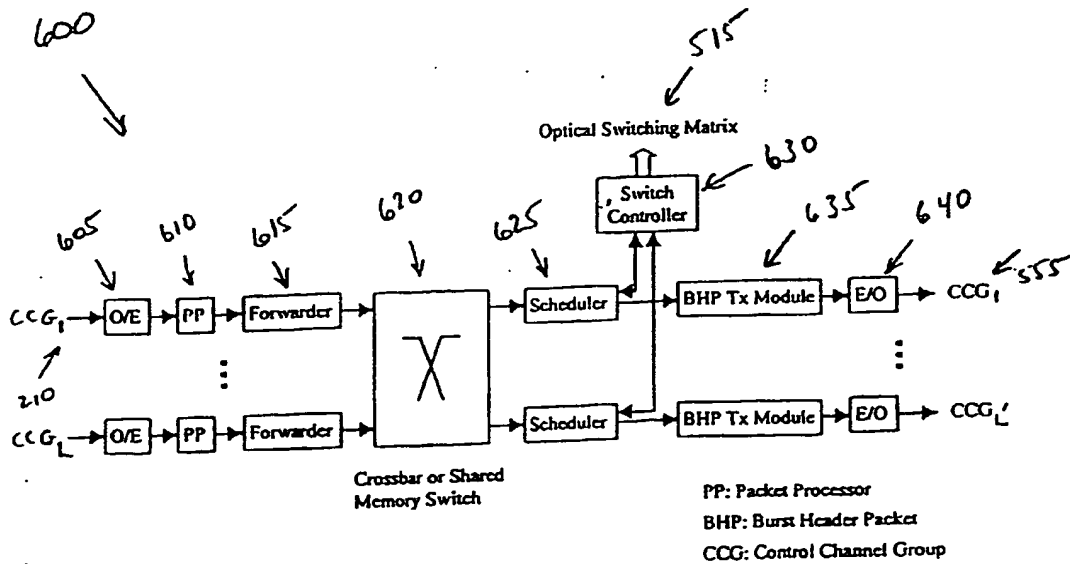 600
515
Optical Switching Matrix
630
Switch
Controller
605
610
615
620
625
635
640
555
CCG1
O/E
PP
Forwarder
Scheduler
BHP Tx Module
E/O
CCG1
210
CCGL
O/E
PP
Forwarder
Scheduler
BHP Tx Module
E/O
CCGL'
Crossbar or Shared
Memory Switch
PP: Packet Processor
BHP: Burst Header Packet
CCG: Control Channel Group